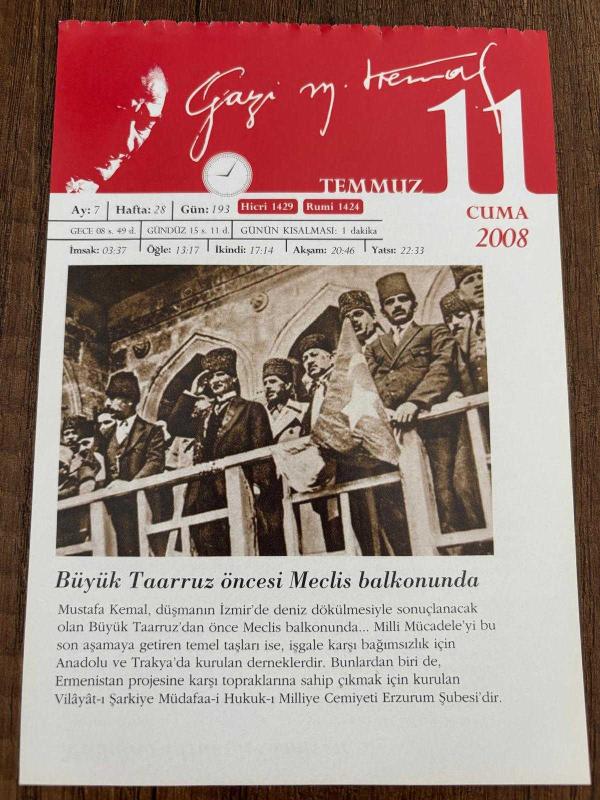 Gazi M. Kemal
TEMMUZ 11
CUMA
2008
Ay: 7 Hafta: 28 Gün: 193 Hicri 1429 Rumi 1424
GECE 08 s. 49 d. GÜNDÜZ 15 s. 11 d. GÜNÜN KISALMASI: 1 dakika
İmsak: 03:37 Öğle: 13:17 İkindi: 17:14 Akşam: 20:46 Yatsı: 22:33
Büyük Taarruz öncesi Meclis balkonunda
Mustafa Kemal, düşmanın İzmir'de deniz dökülmesiyle sonuçlanacak
olan Büyük Taarruz'dan önce Meclis balkonunda... Milli Mücadele'yi bu
son aşamaya getiren temel taşları ise, işgale karşı bağımsızlık için
Anadolu ve Trakya'da kurulan derneklerdir. Bunlardan biri de,
Ermenistan projesine karşı topraklarına sahip çıkmak için kurulan
Vilâyât-ı Şarkiye Müdafaa-i Hukuk-ı Milliye Cemiyeti Erzurum Şubesi'dir.